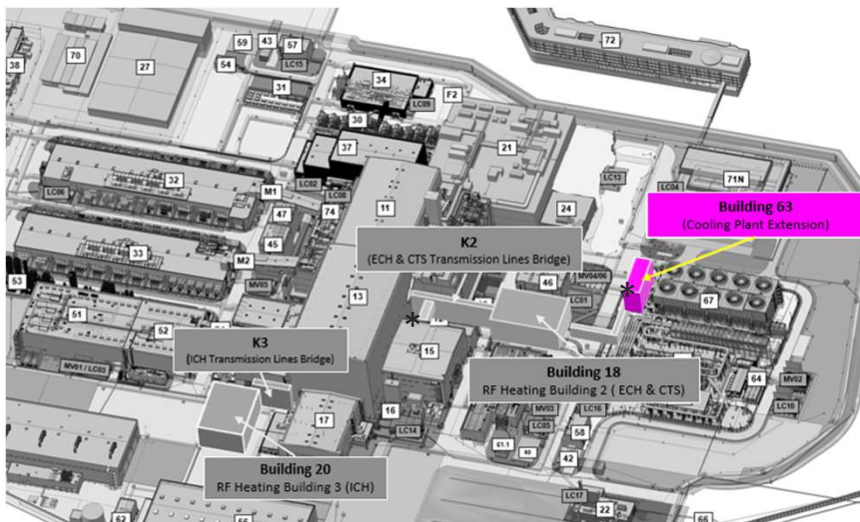 72
59
43
57
70
27
38
54
LC15
31
34
LC09
F2
30
37
21
32
LC06
M1
LC02
LC08
74
11
47
45
33
M2
MV05
53
LC13
LC04
71N
24
Building 63
(Cooling Plant Extension)
K2
(ECH & CTS Transmission Lines Bridge)
46
MV04/06
LC01
67
13
*
*
51
52
K3
(ICH Transmission Lines Bridge)
MV01 / LC03
15
Building 18
RF Heating Building 2 ( ECH & CTS)
64
MV02
LC10
17
16
LC14
MV03
LC05
LC16
58
61.1
60
42
Building 20
RF Heating Building 3 (ICH)
LC17
22
62
66